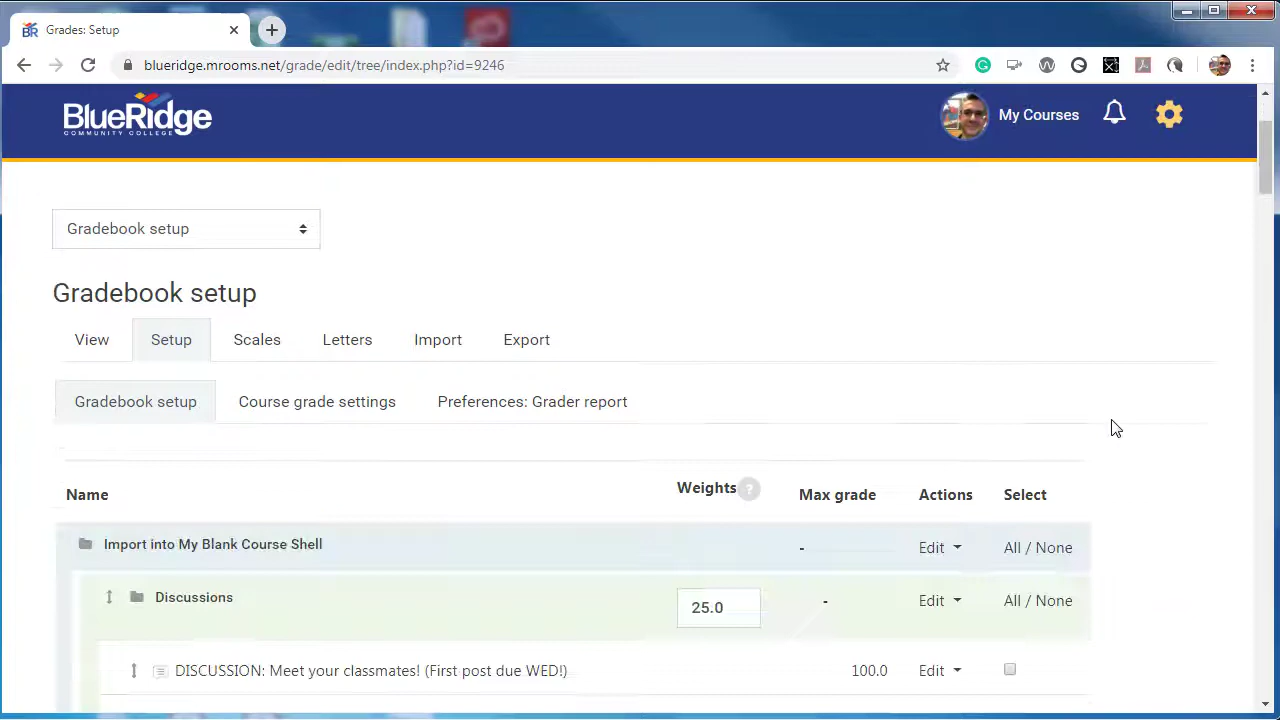 Grades: Setup
blueridge.mrooms.net/grade/edit/tree/index.php?id=9246
BlueRidge
COMMUNITY COLLEGE
My Courses
Gradebook setup
Gradebook setup
View Setup Scales Letters Import Export
Gradebook setup Course grade settings Preferences: Grader report
Name Weights ? Max grade Actions Select
Import into My Blank Course Shell - Edit All / None
Discussions 25.0 - Edit All / None
DISCUSSION: Meet your classmates! (First post due WED!) 100.0 Edit